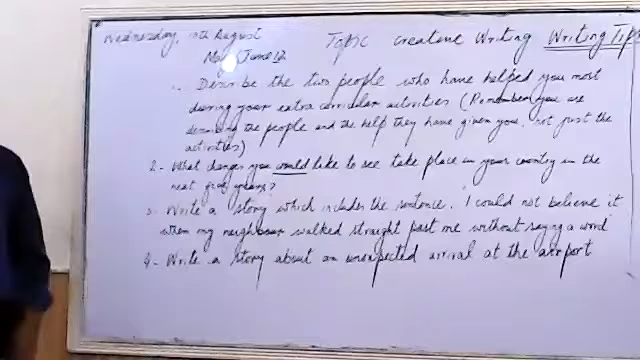 Wednesday, 10th August Topic creative Writing Writing Tips
May/June 12
1. Describe the two people who have helped you most
during your extra curricular activities (Remember you are
describing the people and the help they have given you, not just the
activities)
2- What changes you would like to see take place in your country in the
next years?
3. Write a story which includes the sentence. 'I could not believe it
when my neighbour walked straight past me without saying a word
4- Write a story about an unexpected arrival at the airport